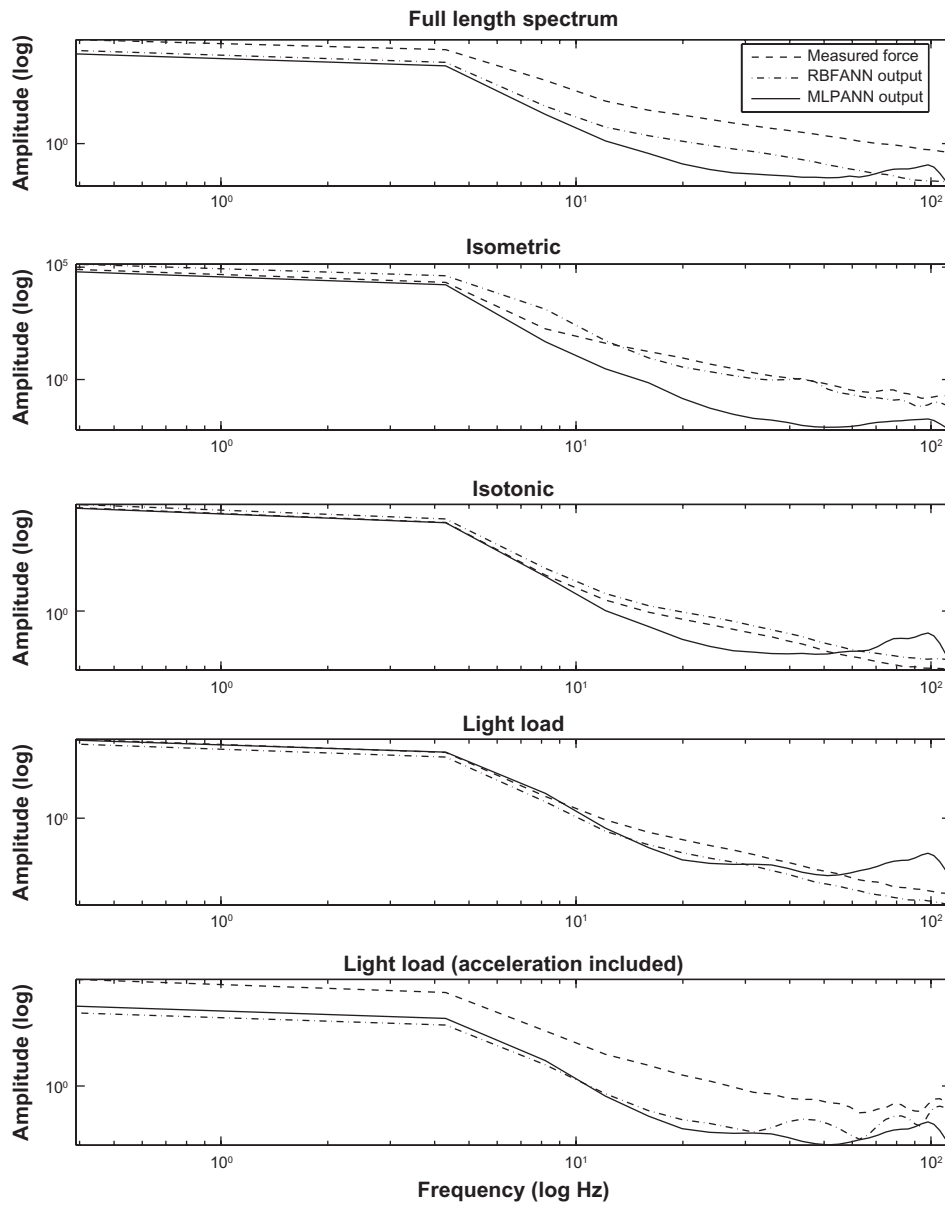 Full length spectrum
Amplitude (log)
10⁰
Measured force
RBFANN output
MLPANN output
10⁰
10¹
10²
Isometric
Amplitude (log)
10⁵
10⁰
10⁰
10¹
10²
Isotonic
Amplitude (log)
10⁰
10⁰
10¹
10²
Light load
Amplitude (log)
10⁰
10⁰
10¹
10²
Light load (acceleration included)
Amplitude (log)
10⁰
10⁰
10¹
10²
Frequency (log Hz)